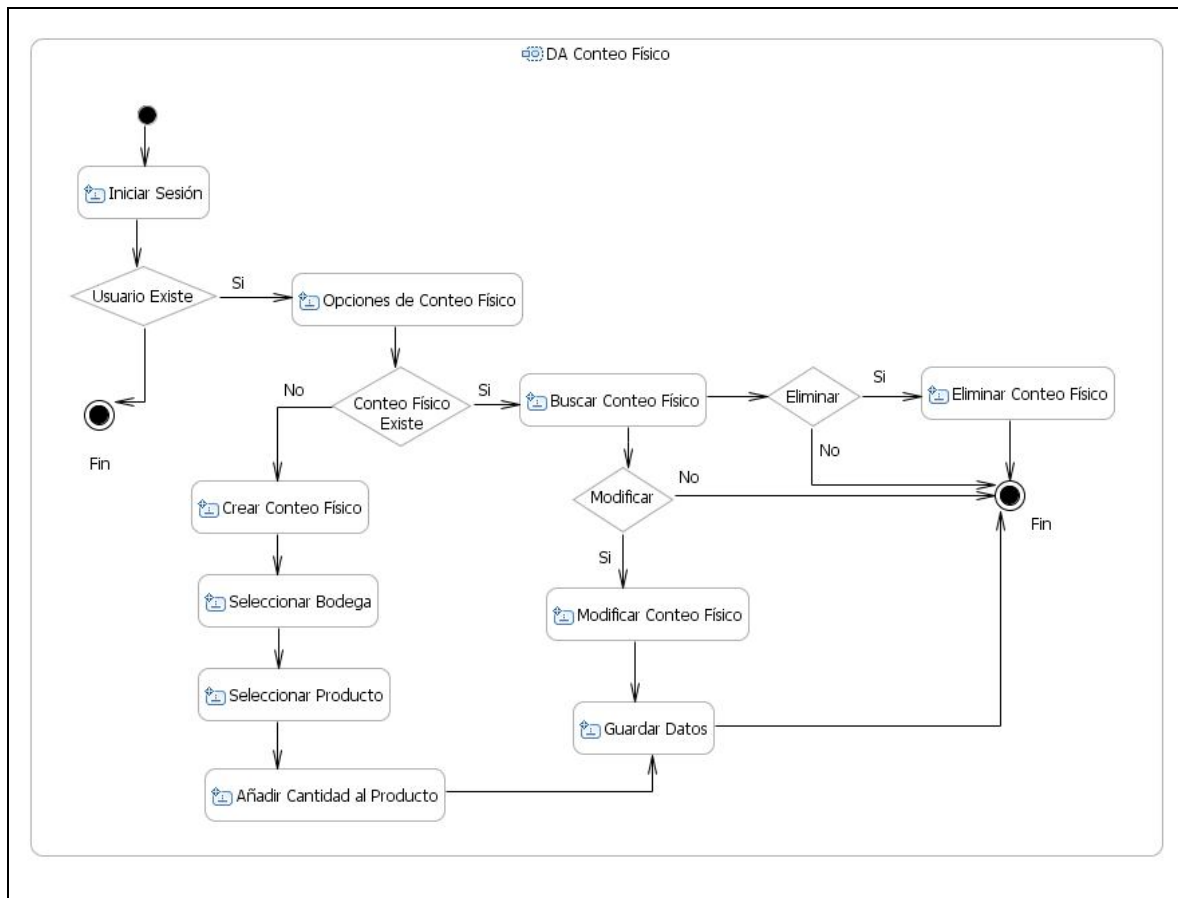 DA Conteo Físico
Iniciar Sesión
Usuario Existe
Si
Opciones de Conteo Físico
Fin
No
Conteo Físico
Existe
Si
Buscar Conteo Físico
Eliminar
Si
Eliminar Conteo Físico
No
Modificar
No
Fin
Crear Conteo Físico
Si
Seleccionar Bodega
Modificar Conteo Físico
Seleccionar Producto
Guardar Datos
Añadir Cantidad al Producto